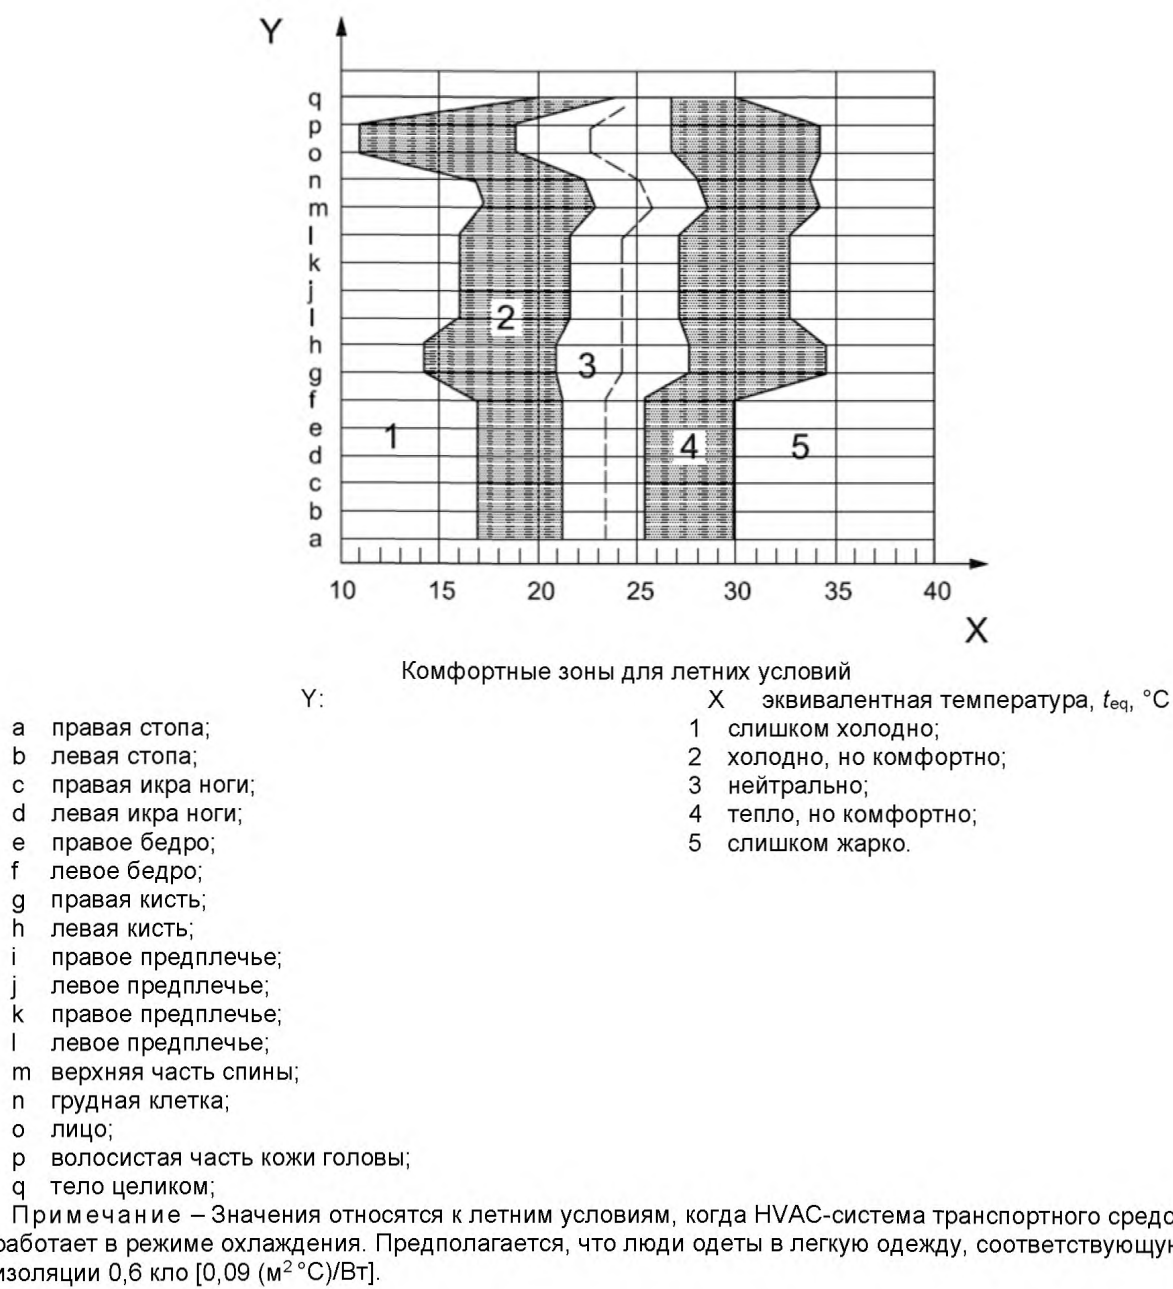 Y
q
p
o
n
m
l
k
j
I
h
g
f
e
d
c
b
a
1
2
3
4
5
10 15 20 25 30 35 40
X
Комфортные зоны для летних условий
Y:
a правая стопа;
b левая стопа;
c правая икра ноги;
d левая икра ноги;
e правое бедро;
f левое бедро;
g правая кисть;
h левая кисть;
i правое предплечье;
j левое предплечье;
k правое предплечье;
l левое предплечье;
m верхняя часть спины;
n грудная клетка;
o лицо;
p волосистая часть кожи головы;
q тело целиком;
X эквивалентная температура, teq, °C
1 слишком холодно;
2 холодно, но комфортно;
3 нейтрально;
4 тепло, но комфортно;
5 слишком жарко.
Примечание – Значения относятся к летним условиям, когда HVAC-система транспортного средс
работает в режиме охлаждения. Предполагается, что люди одеты в легкую одежду, соответствующую
изоляции 0,6 кло [0,09 (м² °С)/Вт].